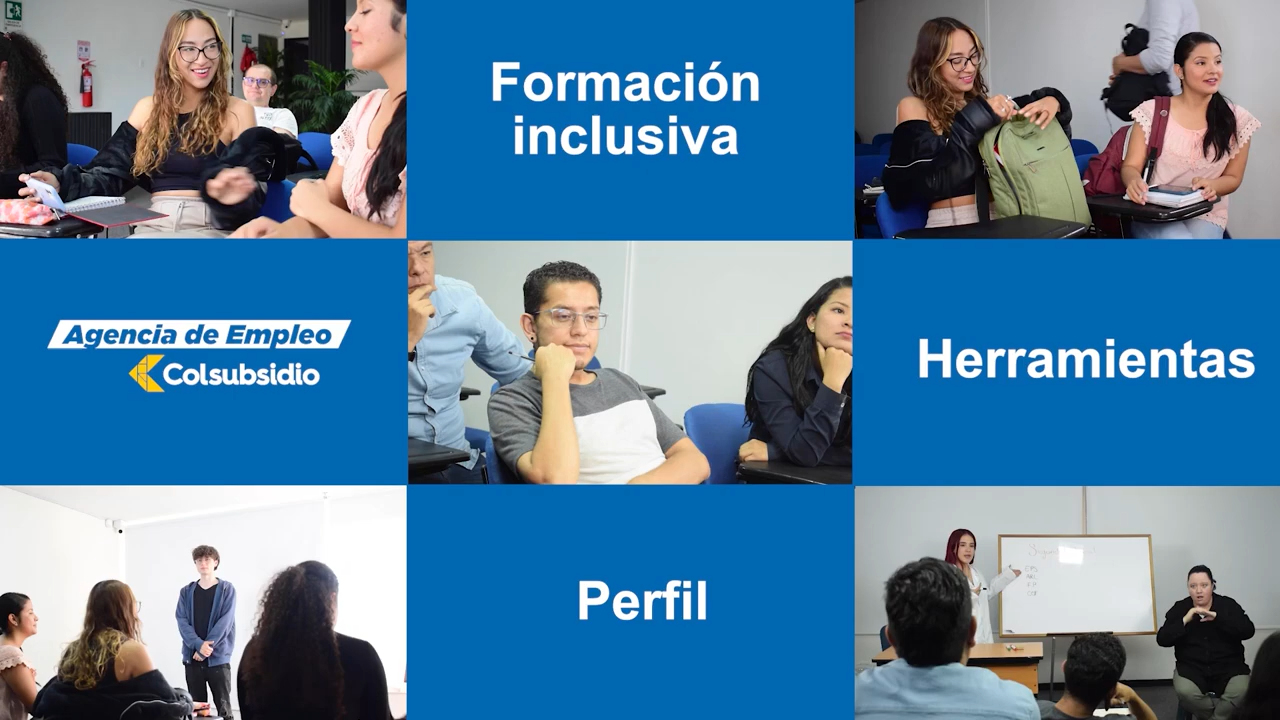 Formación
inclusiva
Agencia de Empleo
Colsubsidio
Herramientas
Perfil